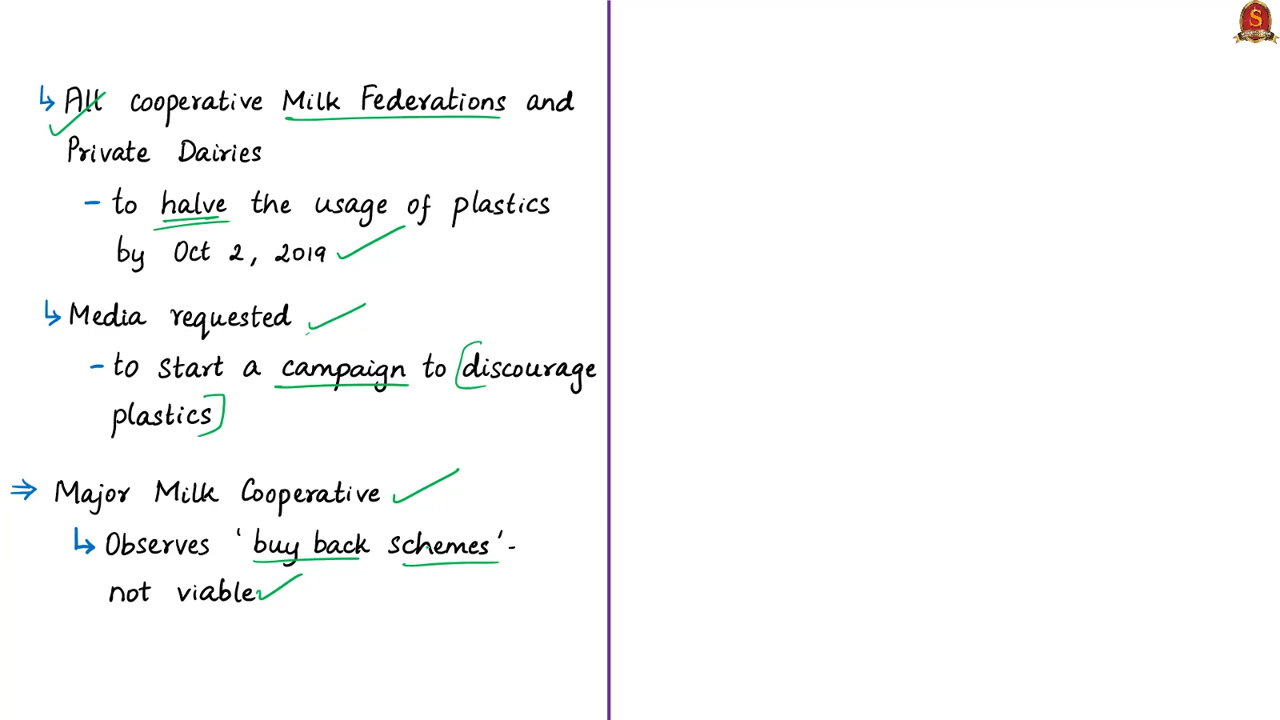 ↳ All cooperative Milk Federations and
Private Dairies
- to halve the usage of plastics
by Oct 2, 2019
↳ Media requested
- to start a campaign to [discourage
plastics]
⇒ Major Milk Cooperative
↳ Observes 'buy back schemes' -
not viable
S